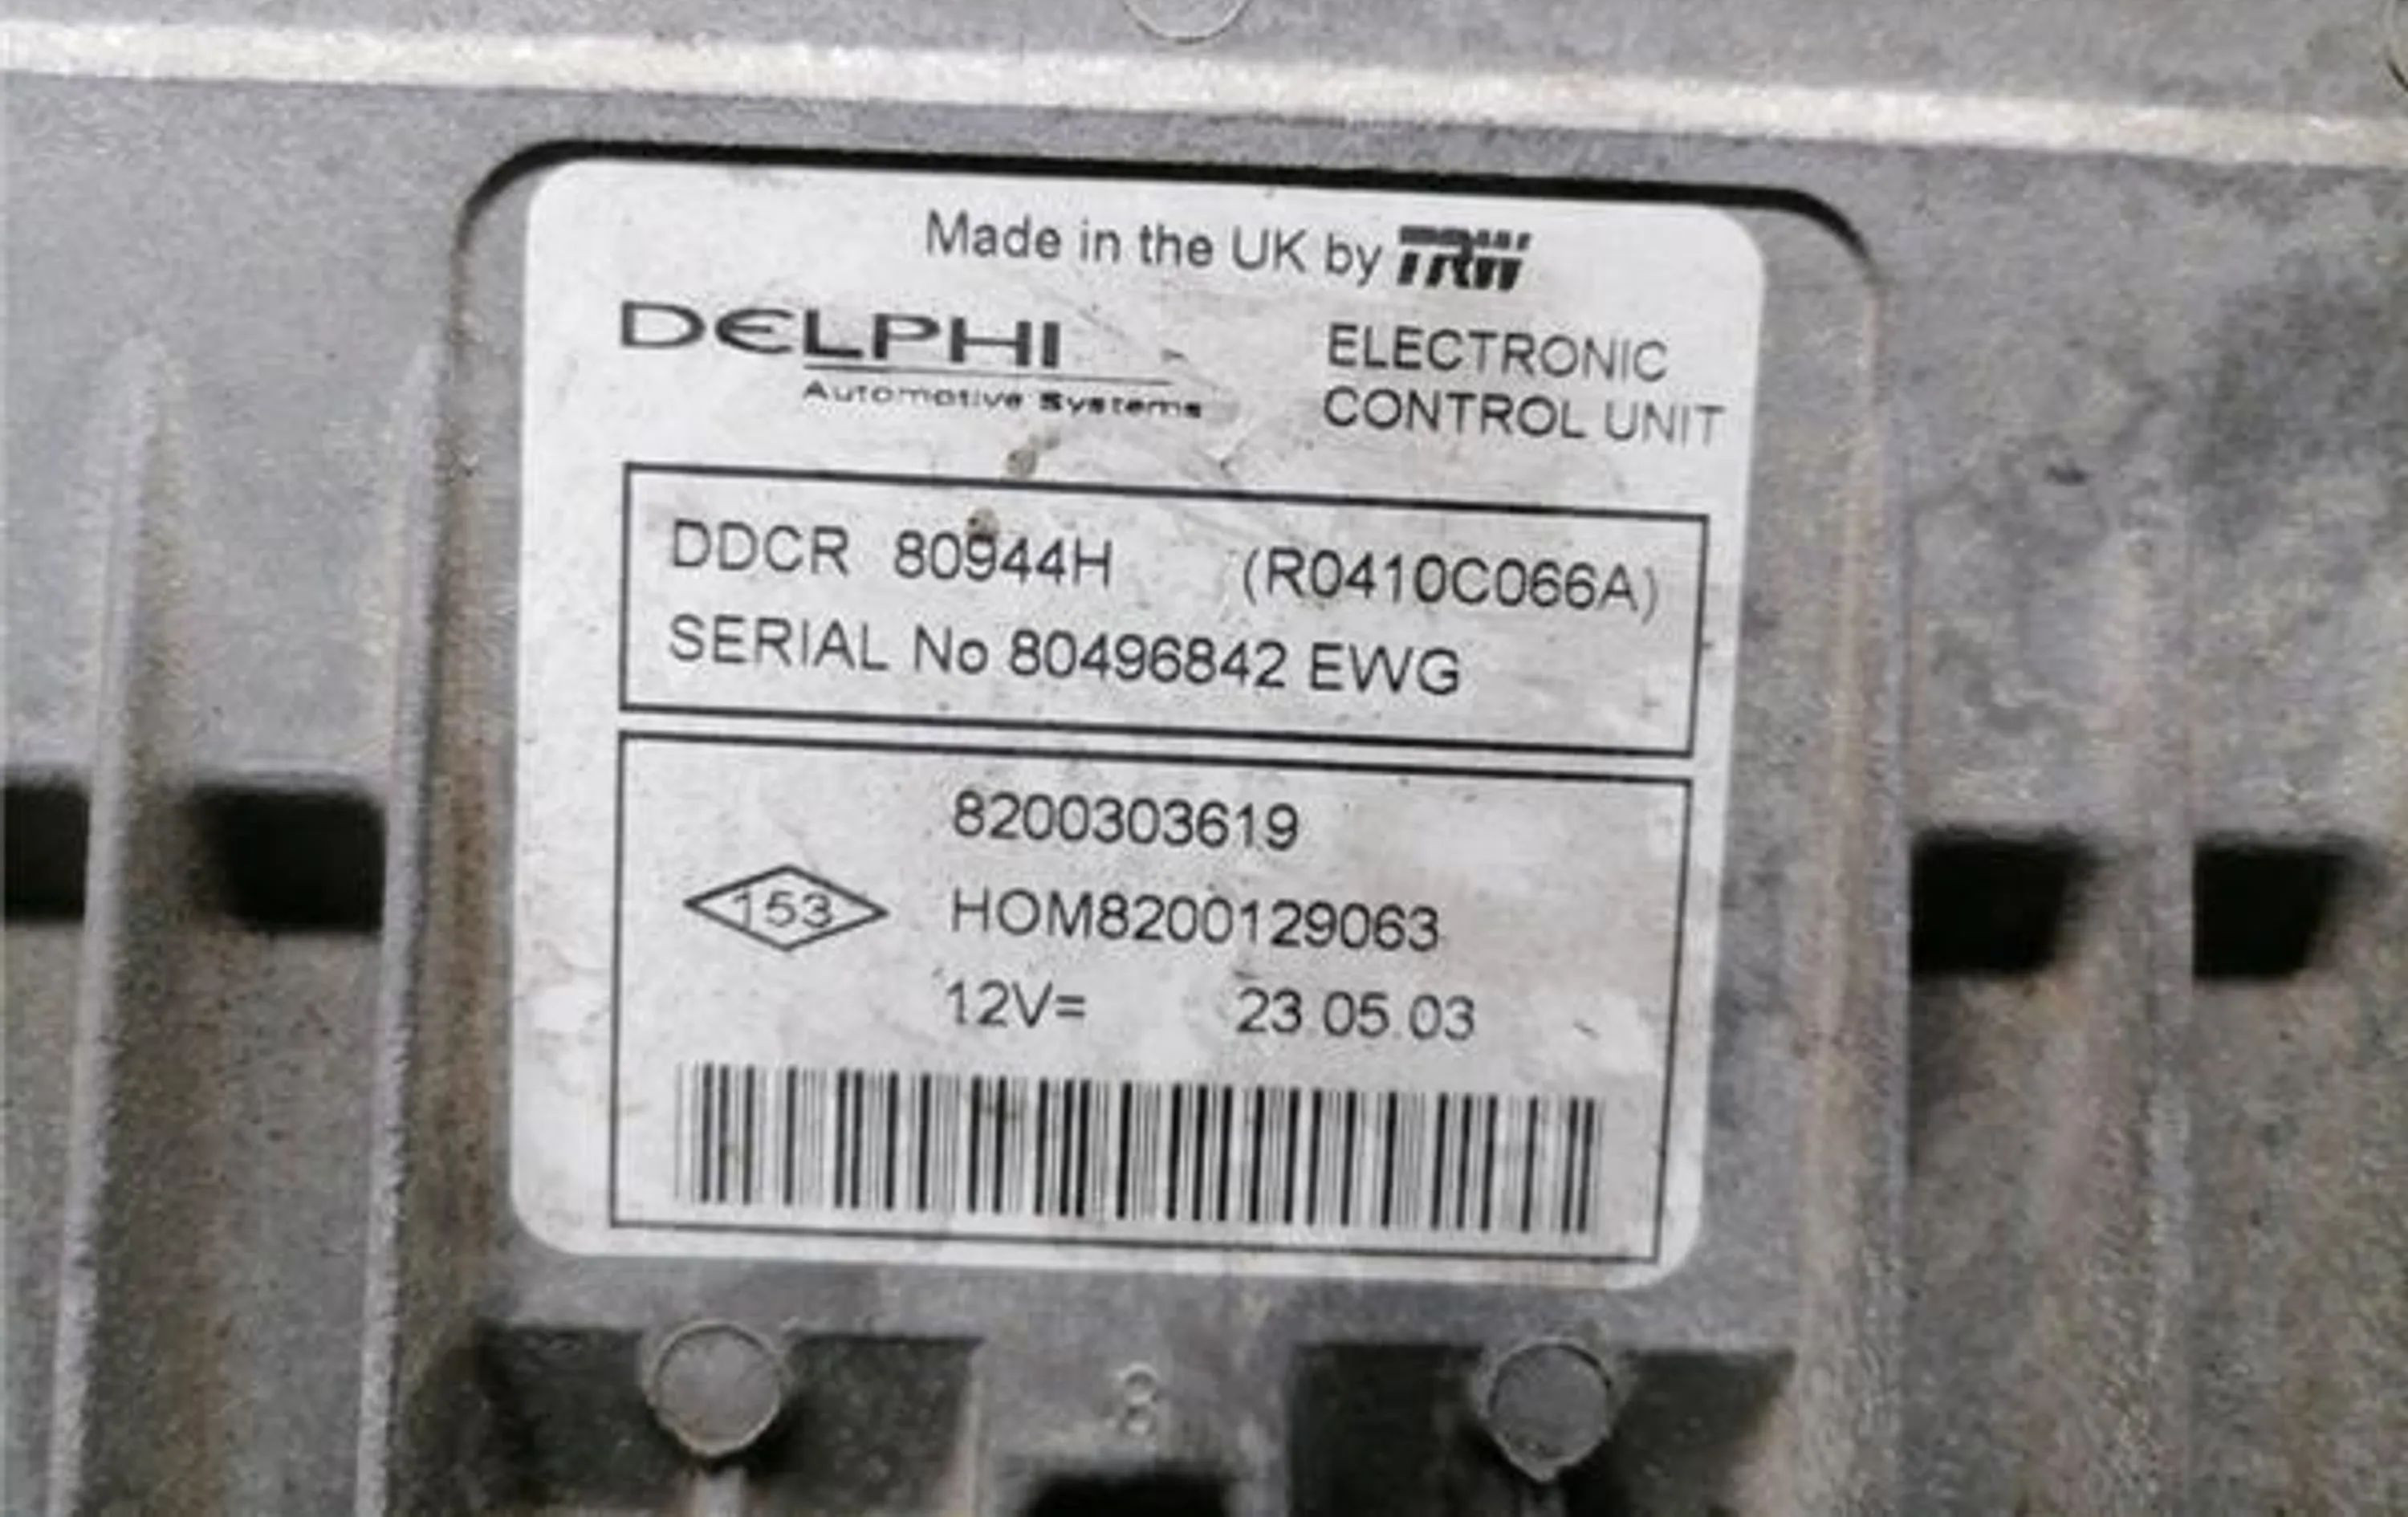 Made in the UK by TRW
DELPHI
Automotive Systems
ELECTRONIC
CONTROL UNIT
DDCR 80944H (R0410C066A)
SERIAL No 80496842 EWG
8200303619
153 HOM8200129063
12V= 23 05 03
8